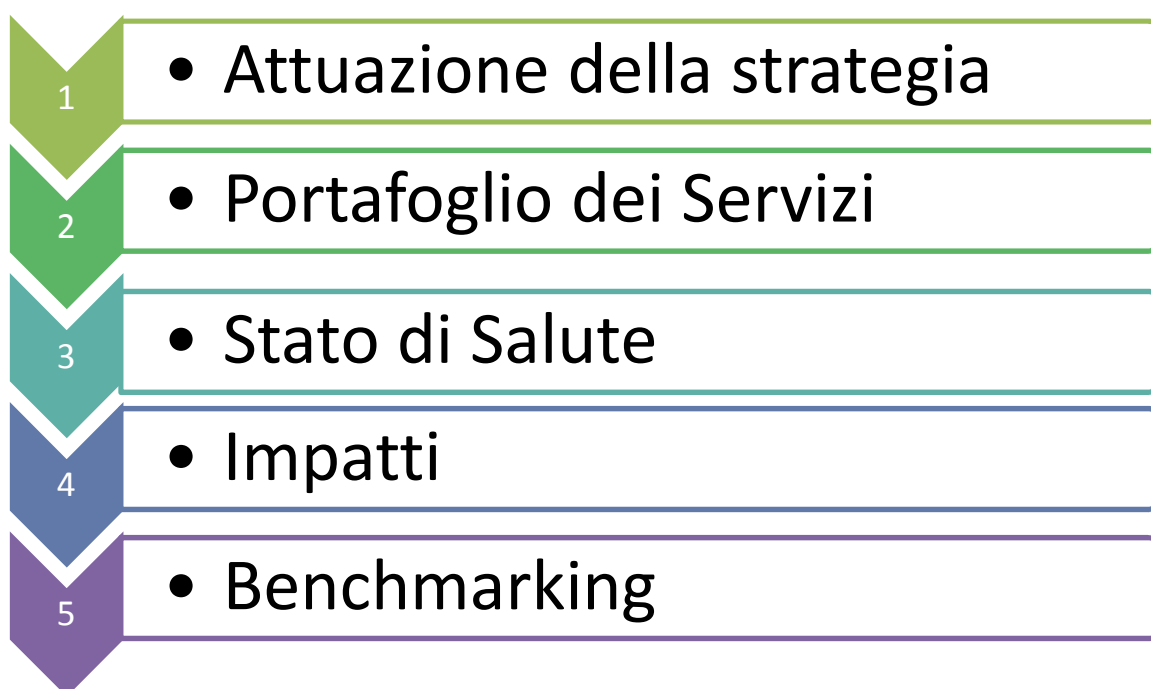 1 • Attuazione della strategia
2 • Portafoglio dei Servizi
3 • Stato di Salute
4 • Impatti
5 • Benchmarking